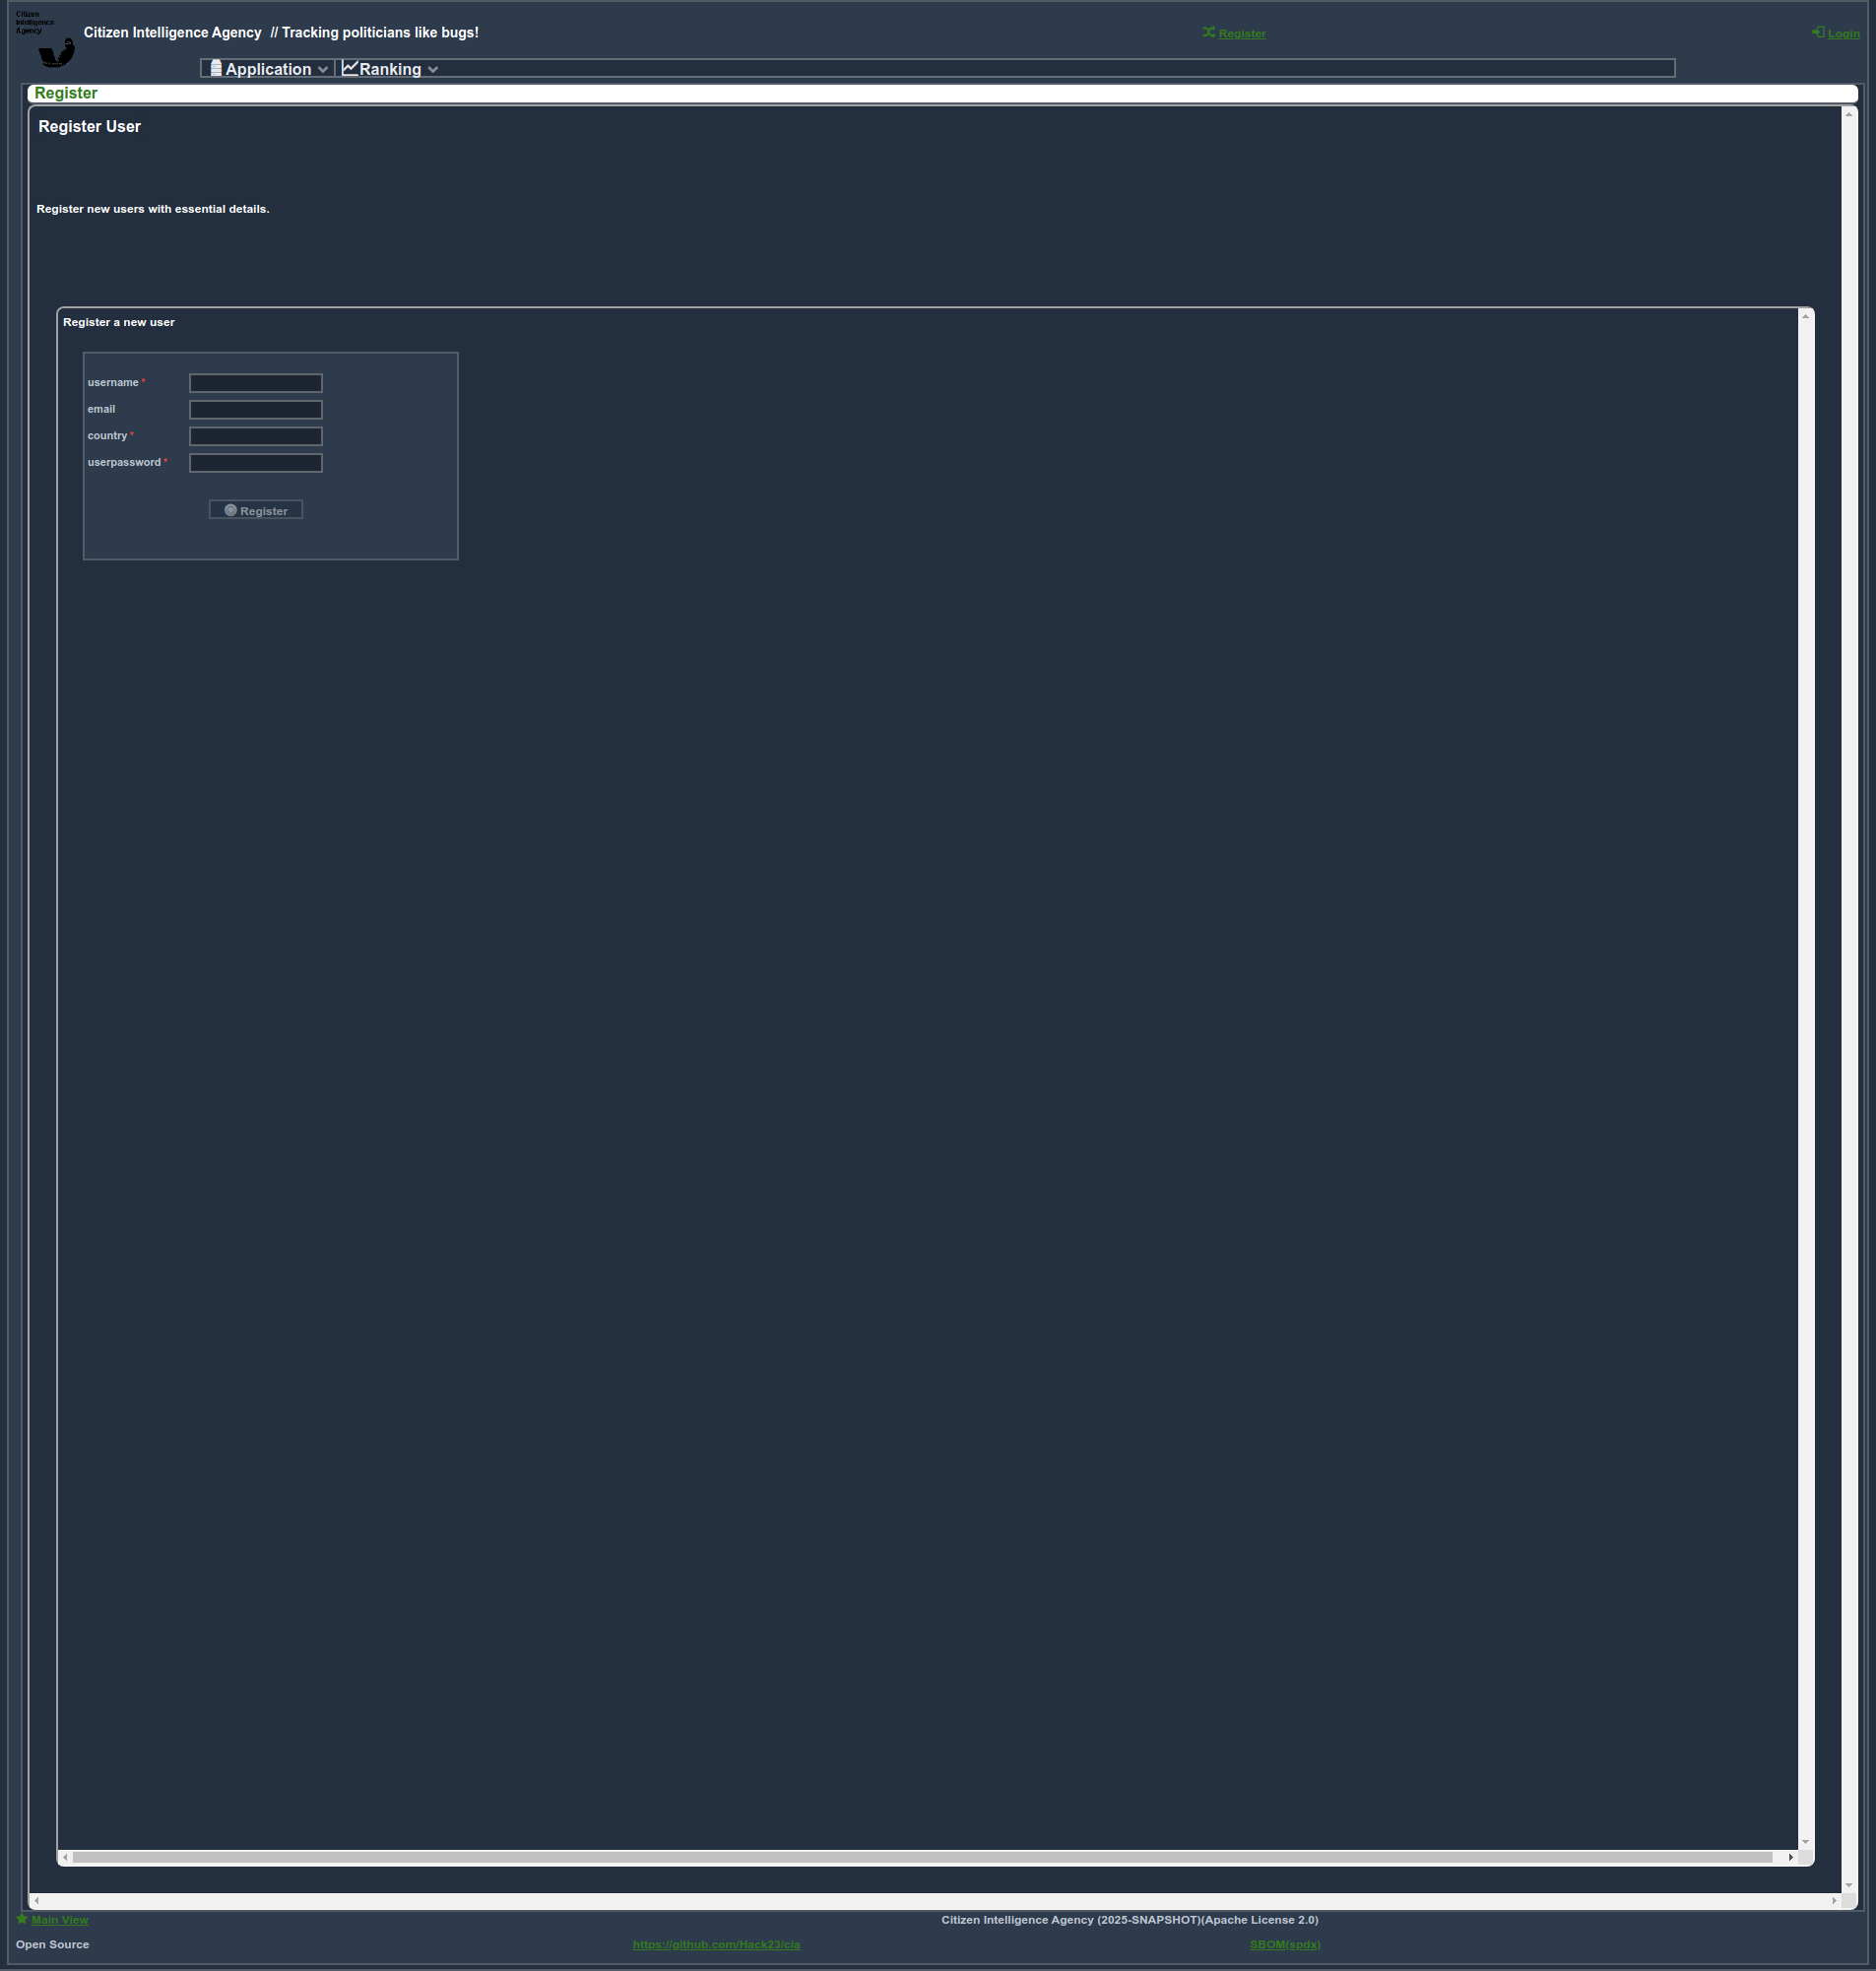 Citizen
Intelligence
Agency
Citizen Intelligence Agency // Tracking politicians like bugs!
Register
Login
Application
Ranking
Register
Register User
Register new users with essential details.
Register a new user
username *
email
country *
userpassword *
Register
Main View
Citizen Intelligence Agency (2025-SNAPSHOT)(Apache License 2.0)
Open Source
https://github.com/Hack23/cia
SBOM(spdx)